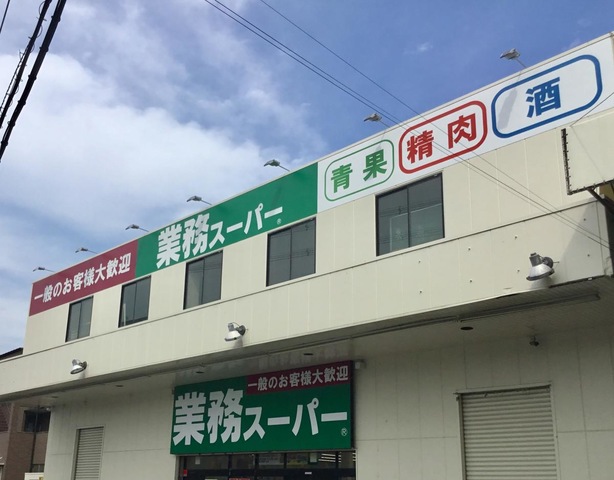 一般のお客様大歓迎
業務スーパー®
青果
精肉
酒
一般のお客様大歓迎
業務スーパー®